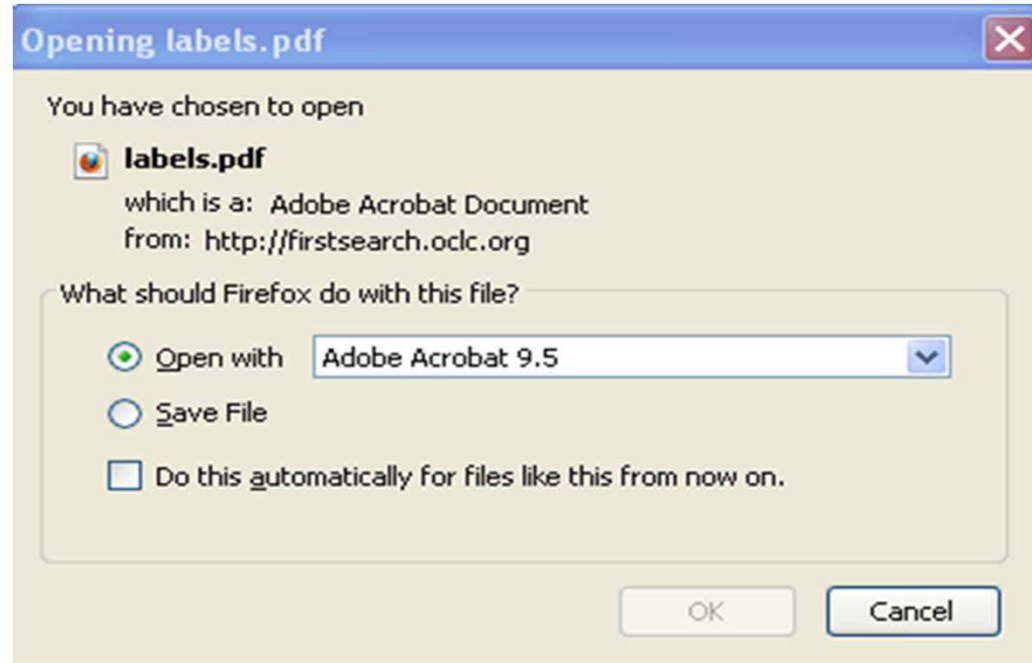 Opening labels.pdf
You have chosen to open
labels.pdf
which is a: Adobe Acrobat Document
from: http://firstsearch.oclc.org
What should Firefox do with this file?
Open with Adobe Acrobat 9.5
Save File
Do this automatically for files like this from now on.
OK Cancel